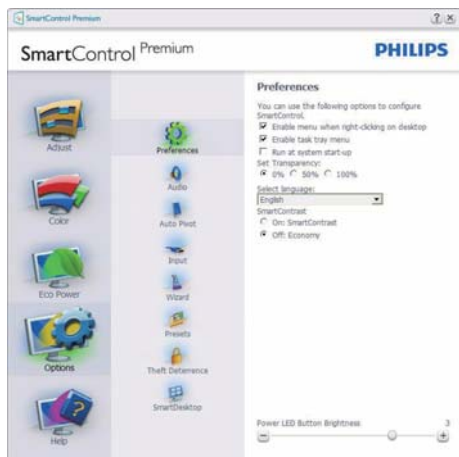 SmartControl Premium
SmartControl Premium
PHILIPS
Adjust
Color
Eco Power
Options
Help
Preferences
Audio
Auto Pivot
Input
Wizard
Presets
Theft Deterrence
SmartDesktop
Preferences
You can use the following options to configure
SmartControl.
Enable menu when right-clicking on desktop
Enable task tray menu
Run at system start-up
Set Transparency:
0% 50% 100%
Select language:
English
SmartContrast
On: SmartContrast
Off: Economy
Power LED Button Brightness 3